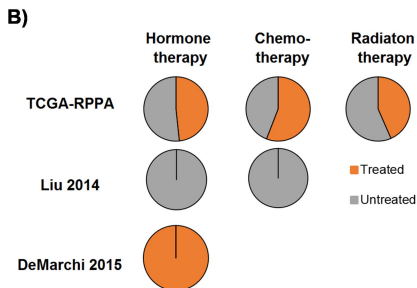 B)
Hormone therapy
Chemo-therapy
Radiaton therapy
TCGA-RPPA
Liu 2014
Treated
Untreated
DeMarchi 2015